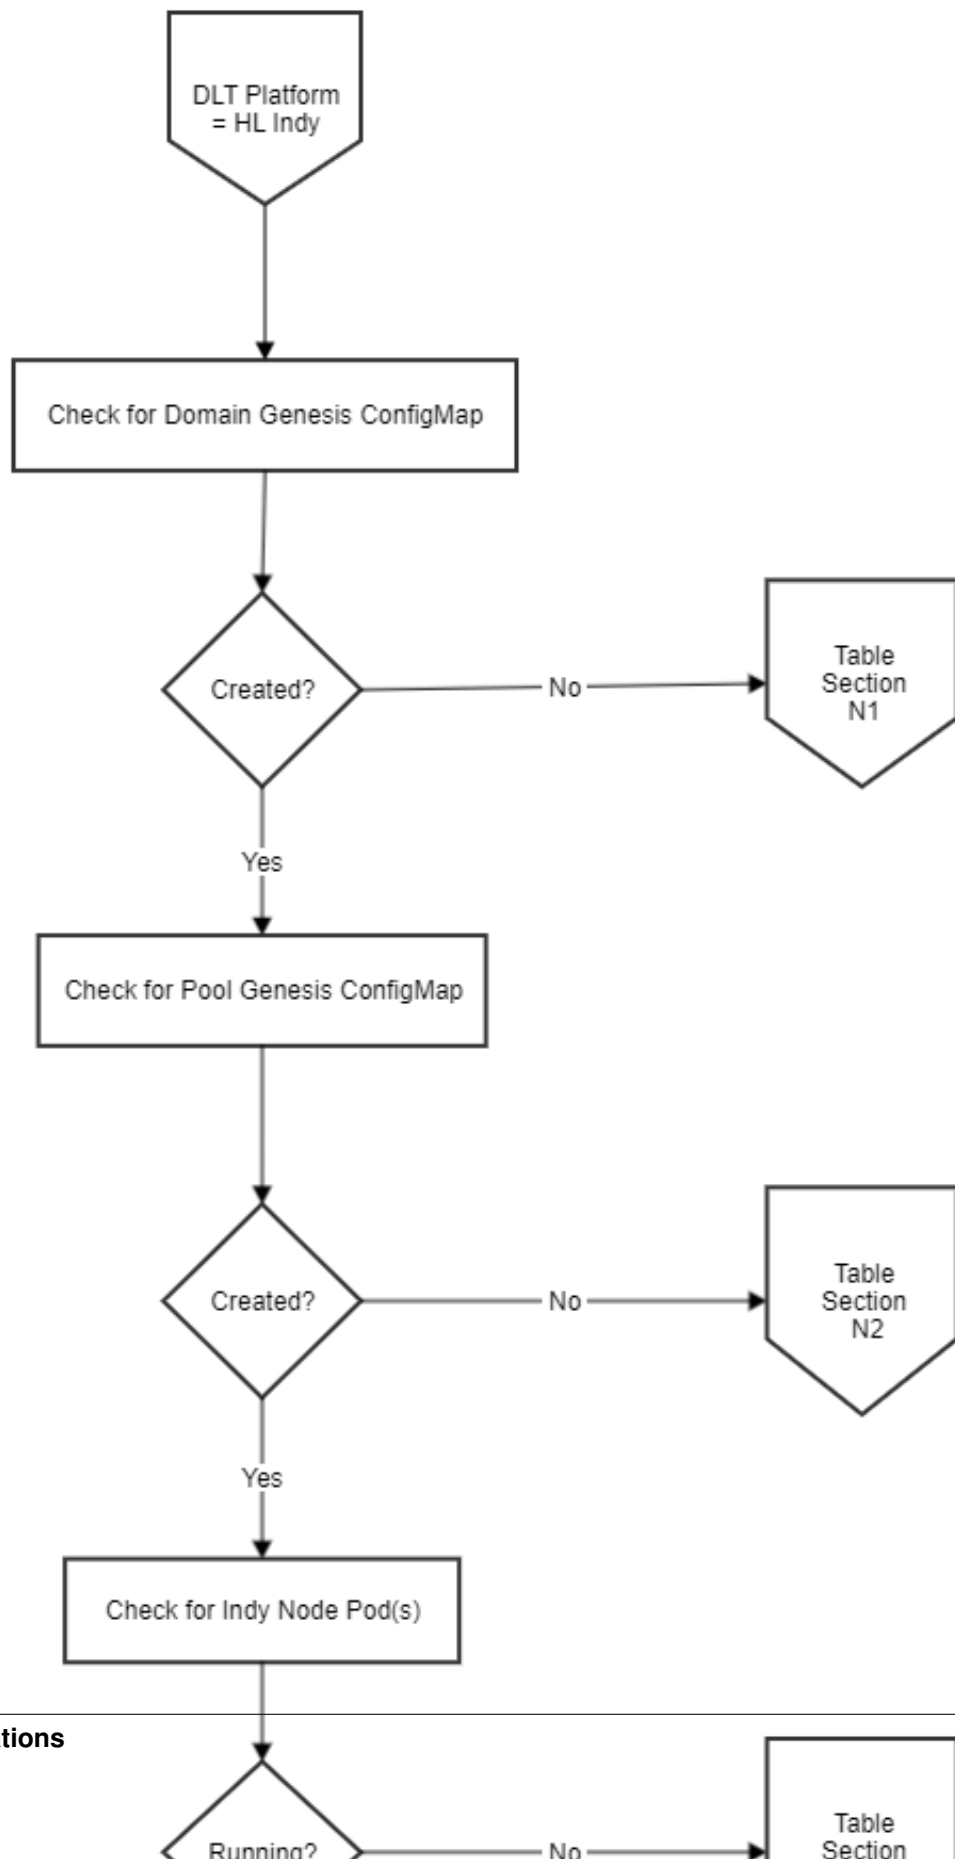 DLT Platform
= HL Indy
Check for Domain Genesis ConfigMap
Created?
No
Table
Section
N1
Yes
Check for Pool Genesis ConfigMap
Created?
No
Table
Section
N2
Yes
Check for Indy Node Pod(s)
tions
Running?
No
Table
Section